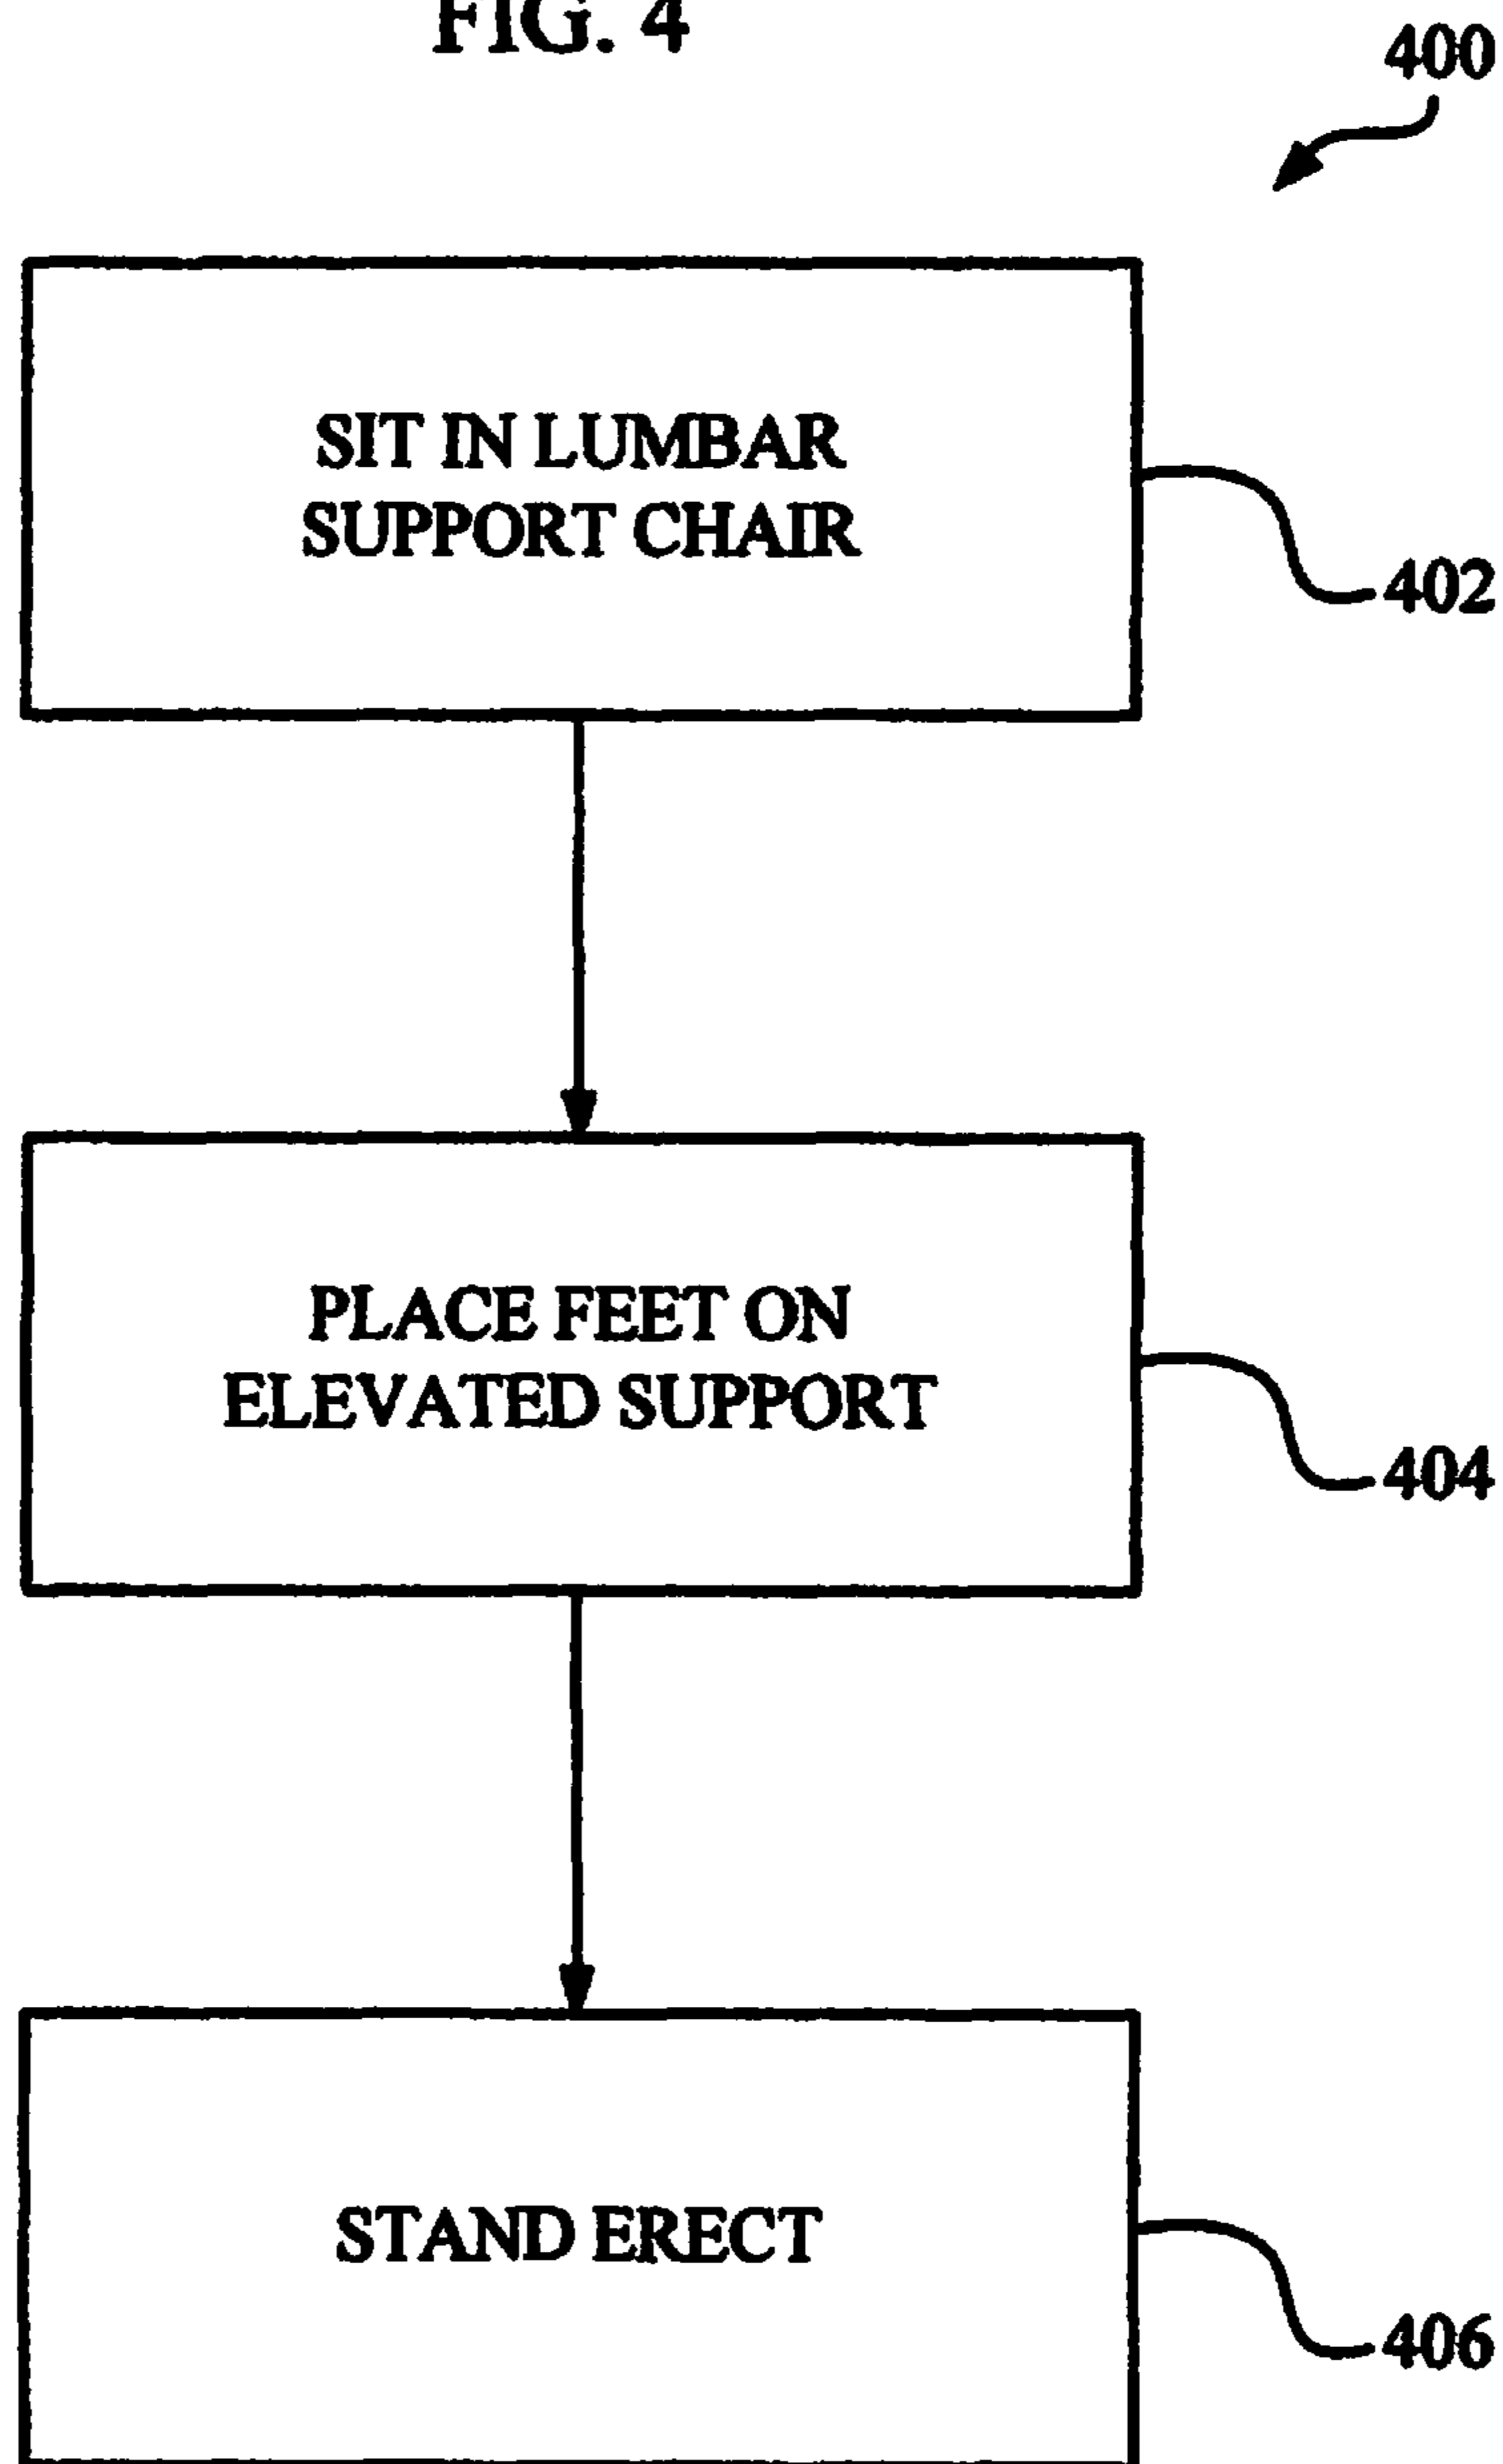 FIG. 4
400
SIT IN LUMBAR
SUPPORT CHAIR
402
PLACE FEET ON
ELEVATED SUPPORT
404
STAND ERECT
406